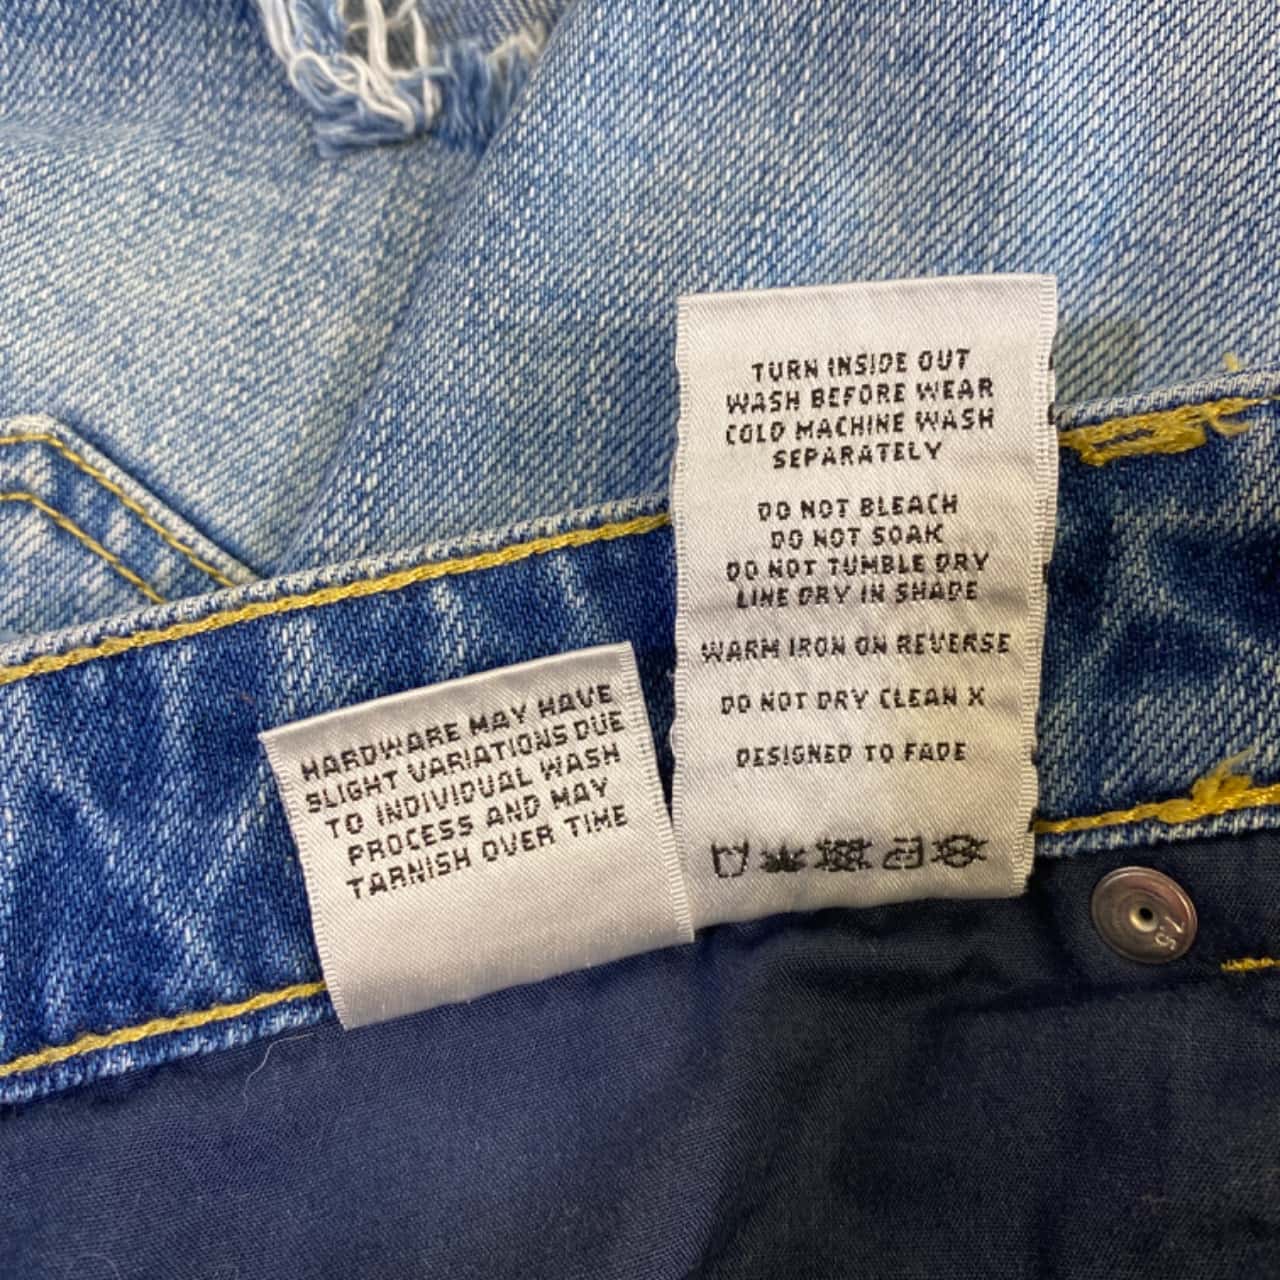 TURN INSIDE OUT
WASH BEFORE WEAR
COLD MACHINE WASH
SEPARATELY
DO NOT BLEACH
DO NOT SOAK
DO NOT TUMBLE DRY
LINE DRY IN SHADE
WARM IRON ON REVERSE
DO NOT DRY CLEAN X
DESIGNED TO FADE
HARDWARE MAY HAVE
SLIGHT VARIATIONS DUE
TO INDIVIDUAL WASH
PROCESS AND MAY
TARNISH OVER TIME
7.5